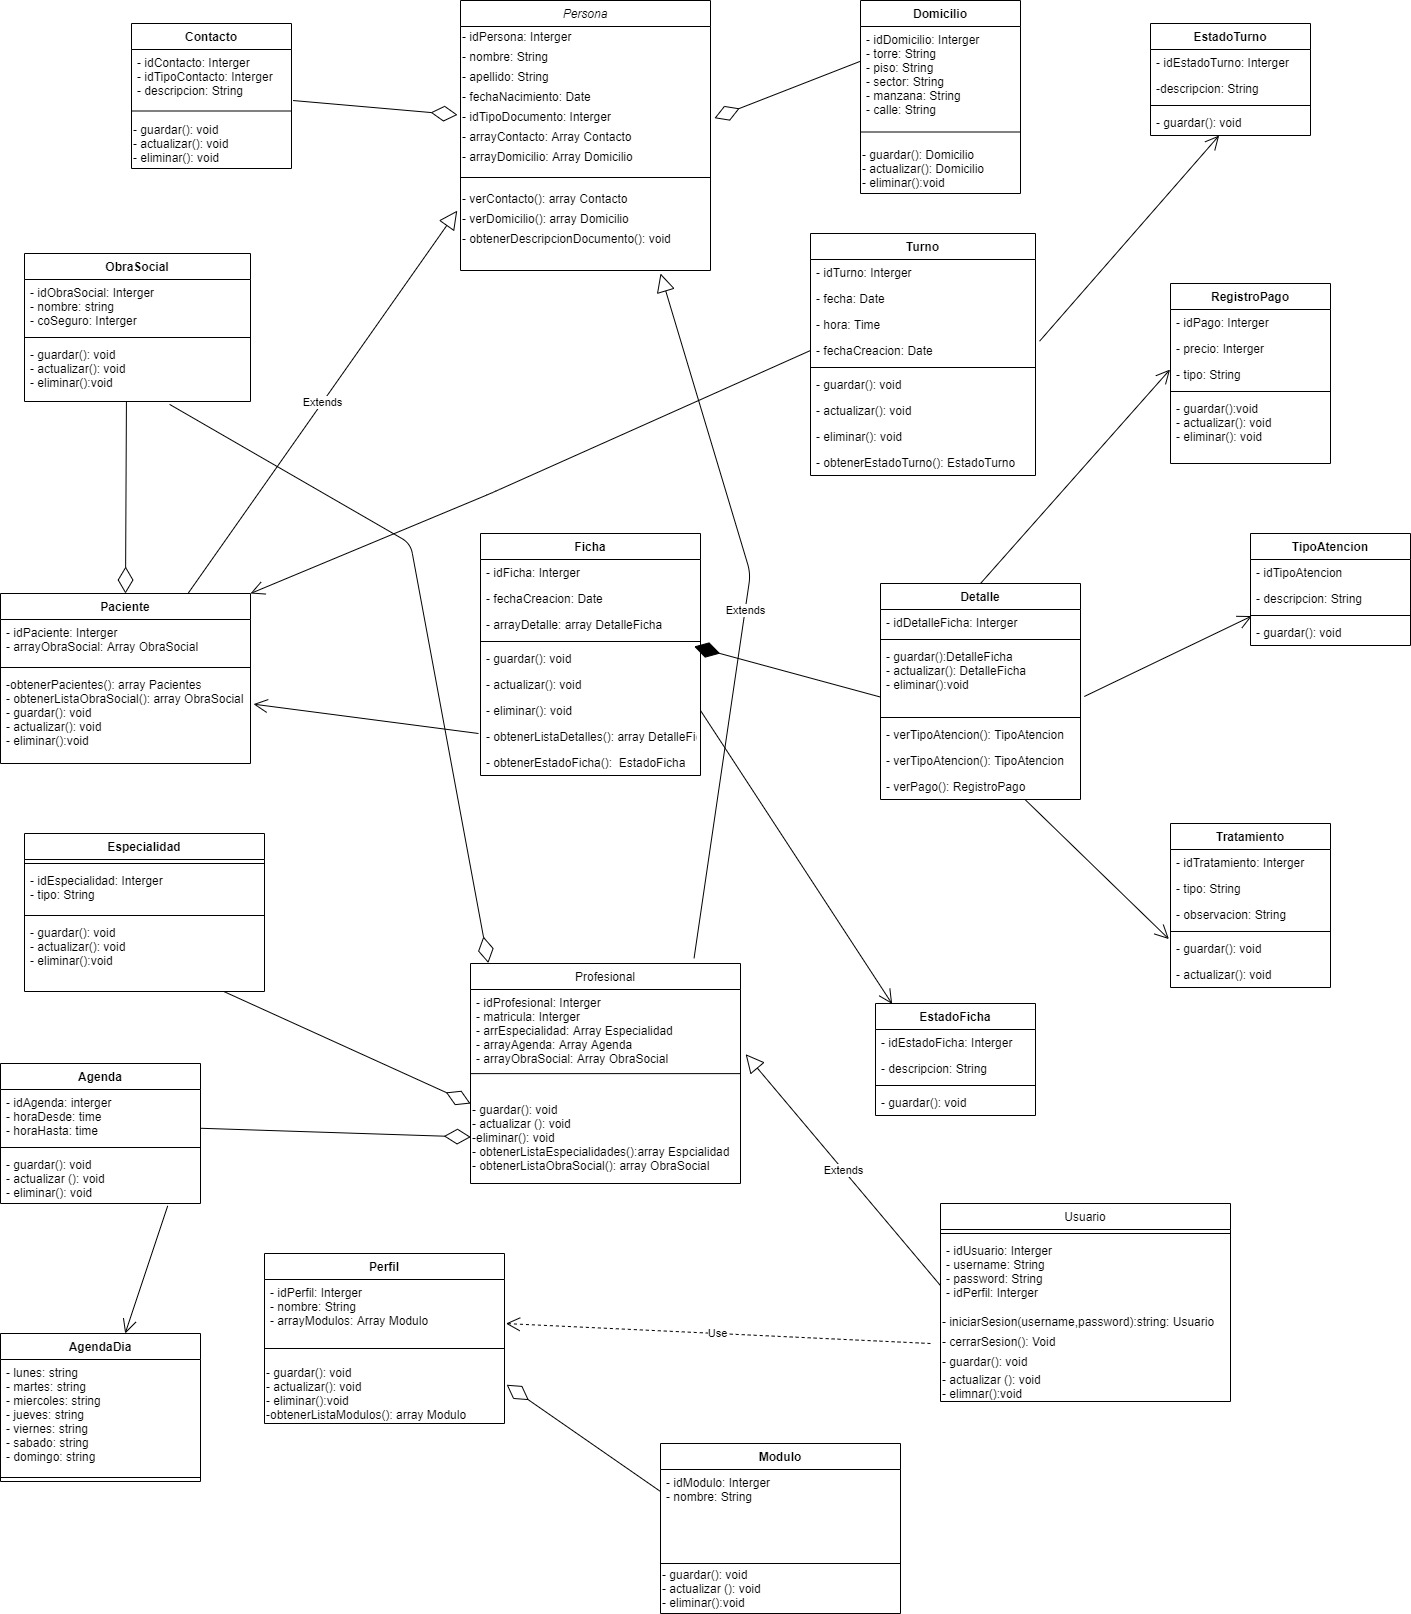 Contacto
- idContacto: Interger
- idTipoContacto: Interger
- descripcion: String
- guardar(): void
- actualizar(): void
- eliminar(): void
Persona
- idPersona: Interger
- nombre: String
- apellido: String
- fechaNacimiento: Date
- idTipoDocumento: Interger
- arrayContacto: Array Contacto
- arrayDomicilio: Array Domicilio
- verContacto(): array Contacto
- verDomicilio(): array Domicilio
- obtenerDescripcionDocumento(): void
Domicilio
- idDomicilio: Interger
- torre: String
- piso: String
- sector: String
- manzana: String
- calle: String
- guardar(): Domicilio
- actualizar(): Domicilio
- eliminar():void
EstadoTurno
- idEstadoTurno: Interger
-descripcion: String
- guardar(): void
ObraSocial
- idObraSocial: Interger
- nombre: string
- coSeguro: Interger
- guardar(): void
- actualizar(): void
- eliminar():void
Turno
- idTurno: Interger
- fecha: Date
- hora: Time
- fechaCreacion: Date
- guardar(): void
- actualizar(): void
- eliminar(): void
- obtenerEstadoTurno(): EstadoTurno
RegistroPago
- idPago: Interger
- precio: Interger
- tipo: String
- guardar():void
- actualizar(): void
- eliminar(): void
Extends
Paciente
- idPaciente: Interger
- arrayObraSocial: Array ObraSocial
-obtenerPacientes(): array Pacientes
- obtenerListaObraSocial(): array ObraSocial
- guardar(): void
- actualizar(): void
- eliminar():void
Ficha
- idFicha: Interger
- fechaCreacion: Date
- arrayDetalle: array DetalleFicha
- guardar(): void
- actualizar(): void
- eliminar(): void
- obtenerListaDetalles(): array DetalleFi
- obtenerEstadoFicha():  EstadoFicha
Extends
Detalle
- idDetalleFicha: Interger
- guardar():DetalleFicha
- actualizar(): DetalleFicha
- eliminar():void
- verTipoAtencion(): TipoAtencion
- verTipoAtencion(): TipoAtencion
- verPago(): RegistroPago
TipoAtencion
- idTipoAtencion
- descripcion: String
- guardar(): void
Especialidad
- idEspecialidad: Interger
- tipo: String
- guardar(): void
- actualizar(): void
- eliminar():void
Tratamiento
- idTratamiento: Interger
- tipo: String
- observacion: String
- guardar(): void
- actualizar(): void
Profesional
- idProfesional: Interger
- matricula: Interger
- arrEspecialidad: Array Especialidad
- arrayAgenda: Array Agenda
- arrayObraSocial: Array ObraSocial
- guardar(): void
- actualizar (): void
-eliminar(): void
- obtenerListaEspecialidades():array Espcialidad
- obtenerListaObraSocial(): array ObraSocial
EstadoFicha
- idEstadoFicha: Interger
- descripcion: String
- guardar(): void
Agenda
- idAgenda: interger
- horaDesde: time
- horaHasta: time
- guardar(): void
- actualizar (): void
- eliminar(): void
Extends
Usuario
- idUsuario: Interger
- username: String
- password: String
- idPerfil: Interger
- iniciarSesion(username,password):string: Usuario
- cerrarSesion(): Void
- guardar(): void
- actualizar (): void
- elimnar():void
Perfil
- idPerfil: Interger
- nombre: String
- arrayModulos: Array Modulo
- guardar(): void
- actualizar(): void
- eliminar():void
-obtenerListaModulos(): array Modulo
Use
AgendaDia
- lunes: string
- martes: string
- miercoles: string
- jueves: string
- viernes: string
- sabado: string
- domingo: string
Modulo
- idModulo: Interger
- nombre: String
- guardar(): void
- actualizar (): void
- eliminar():void